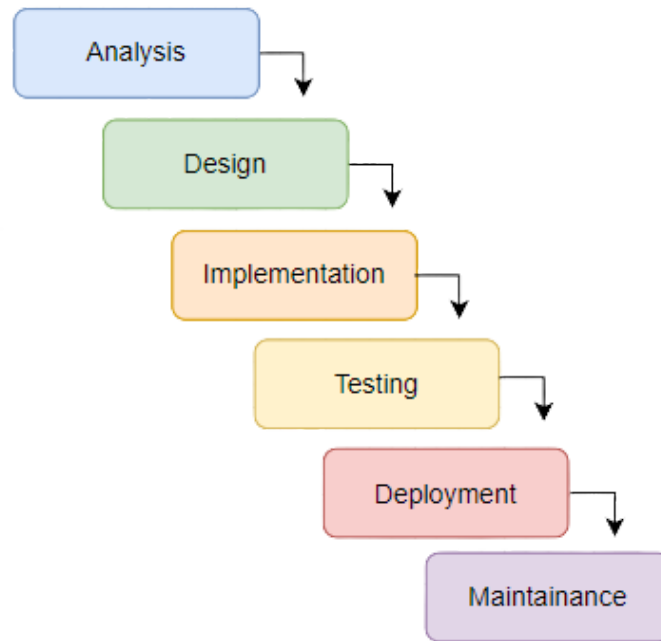 Analysis
Design
Implementation
Testing
Deployment
Maintainance